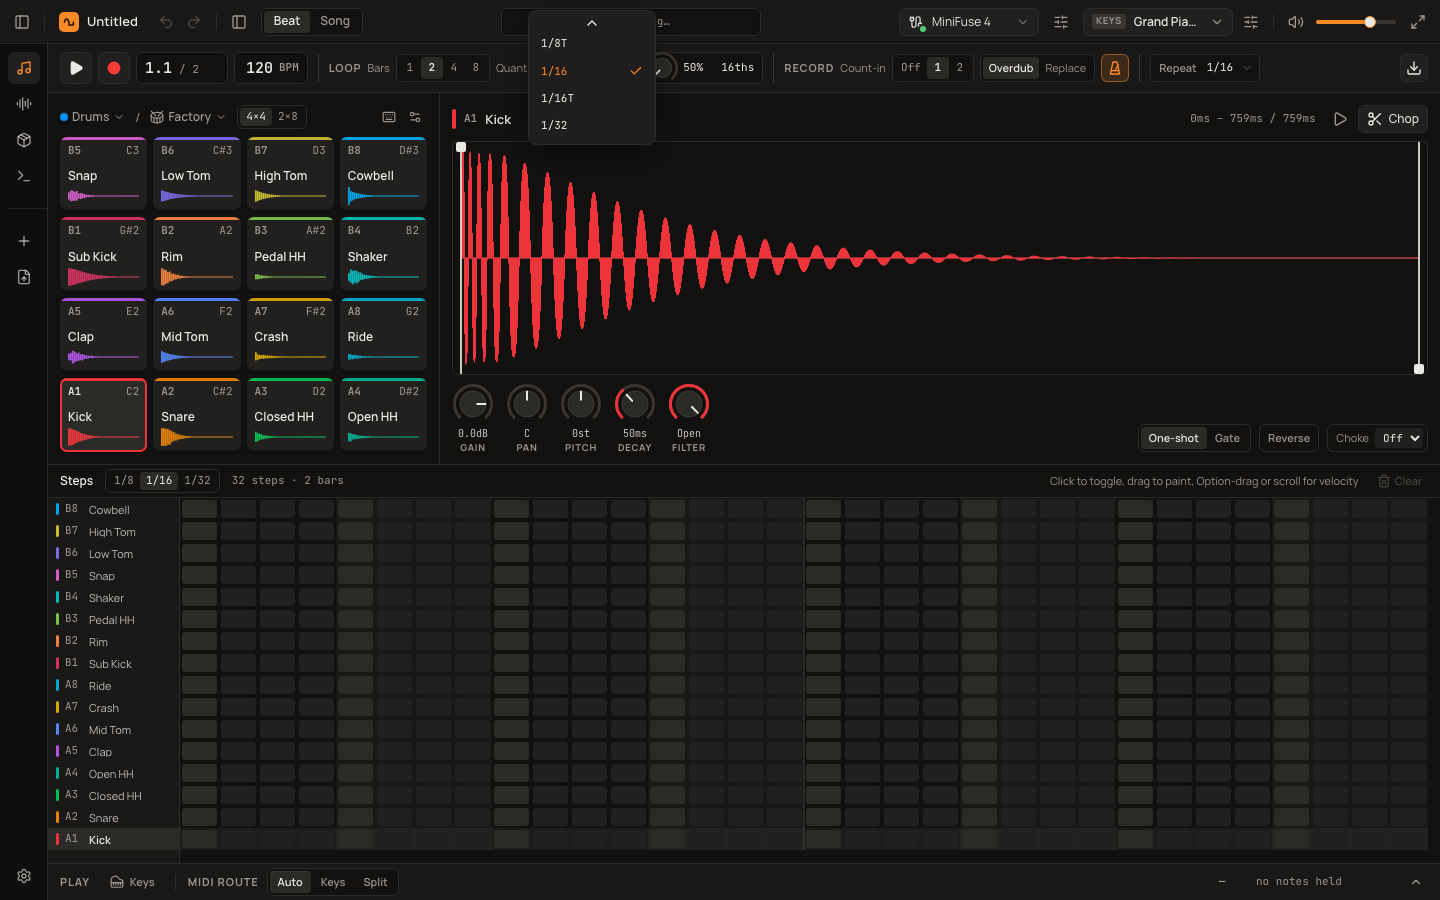 Untitled
Beat Song
g...
MiniFuse 4
KEYS Grand Pia...
1/8T
1/16
1/16T
1/32
1.1 / 2
120 BPM
LOOP Bars 1 2 4 8
Quant
50% 16ths
RECORD Count-in Off 1 2
Overdub Replace
Repeat 1/16
Drums / Factory 4×4 2×8
B5 C3 Snap
B6 C#3 Low Tom
B7 D3 High Tom
B8 D#3 Cowbell
B1 G#2 Sub Kick
B2 A2 Rim
B3 A#2 Pedal HH
B4 B2 Shaker
A5 E2 Clap
A6 F2 Mid Tom
A7 F#2 Crash
A8 G2 Ride
A1 C2 Kick
A2 C#2 Snare
A3 D2 Closed HH
A4 D#2 Open HH
A1 Kick
0ms – 759ms / 759ms
Chop
0.0dB C 0st 50ms Open
GAIN PAN PITCH DECAY FILTER
One-shot Gate Reverse Choke Off
Steps 1/8 1/16 1/32 32 steps · 2 bars
Click to toggle, drag to paint, Option-drag or scroll for velocity
Clear
B8 Cowbell
B7 High Tom
B6 Low Tom
B5 Snap
B4 Shaker
B3 Pedal HH
B2 Rim
B1 Sub Kick
A8 Ride
A7 Crash
A6 Mid Tom
A5 Clap
A4 Open HH
A3 Closed HH
A2 Snare
A1 Kick
PLAY Keys MIDI ROUTE Auto Keys Split
– no notes held